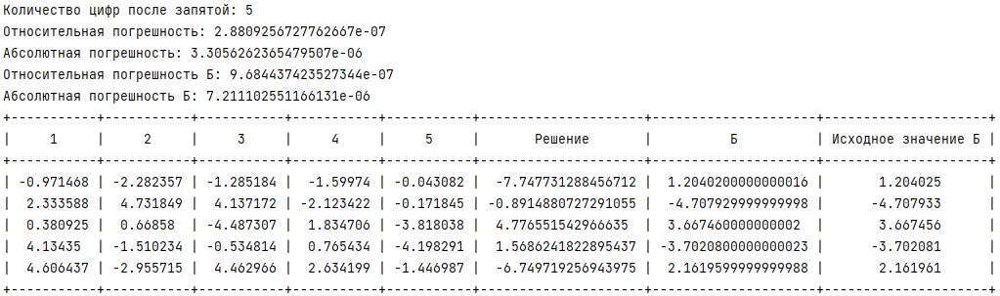 Количество цифр после запятой: 5
Относительная погрешность: 2.8809256727762667e-07
Абсолютная погрешность: 3.3056262365479507e-06
Относительная погрешность Б: 9.684437423527344e-07
Абсолютная погрешность Б: 7.211102551166131e-06
+-----------+-----------+-----------+-----------+-----------+---------------------+---------------------+---------------------+
| 1 | 2 | 3 | 4 | 5 | Решение | Б | Исходное значение Б |
+-----------+-----------+-----------+-----------+-----------+---------------------+---------------------+---------------------+
| -0.971468 | -2.282357 | -1.285184 | -1.59974 | -0.043082 | -7.747731288456712 | 1.2040200000000016 | 1.204025 |
| 2.333588 | 4.731849 | 4.137172 | -2.123422 | -0.171845 | -0.8914880727291055 | -4.707929999999998 | -4.707933 |
| 0.380925 | 0.66858 | -4.487307 | 1.834706 | -3.818038 | 4.776551542966635 | 3.667460000000002 | 3.667456 |
| 4.13435 | -1.510234 | -0.534814 | 0.765434 | -4.198291 | 1.5686241822895437 | -3.7020800000000023 | -3.702081 |
| 4.606437 | -2.955715 | 4.462966 | 2.634199 | -1.446987 | -6.749719256943975 | 2.1619599999999988 | 2.161961 |
+-----------+-----------+-----------+-----------+-----------+---------------------+---------------------+---------------------+